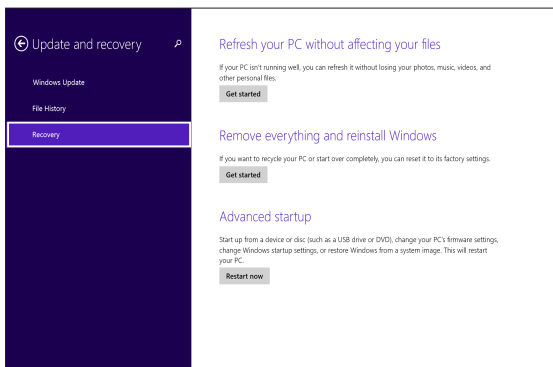 Update and recovery
Windows Update
File History
Recovery
Refresh your PC without affecting your files
If your PC isn't running well, you can refresh it without losing your photos, music, videos, and
other personal files.
Get started
Remove everything and reinstall Windows
If you want to recycle your PC or start over completely, you can reset it to its factory settings.
Get started
Advanced startup
Start up from a device or disc (such as a USB drive or DVD), change your PC's firmware settings,
change Windows startup settings, or restore Windows from a system image. This will restart
your PC.
Restart now